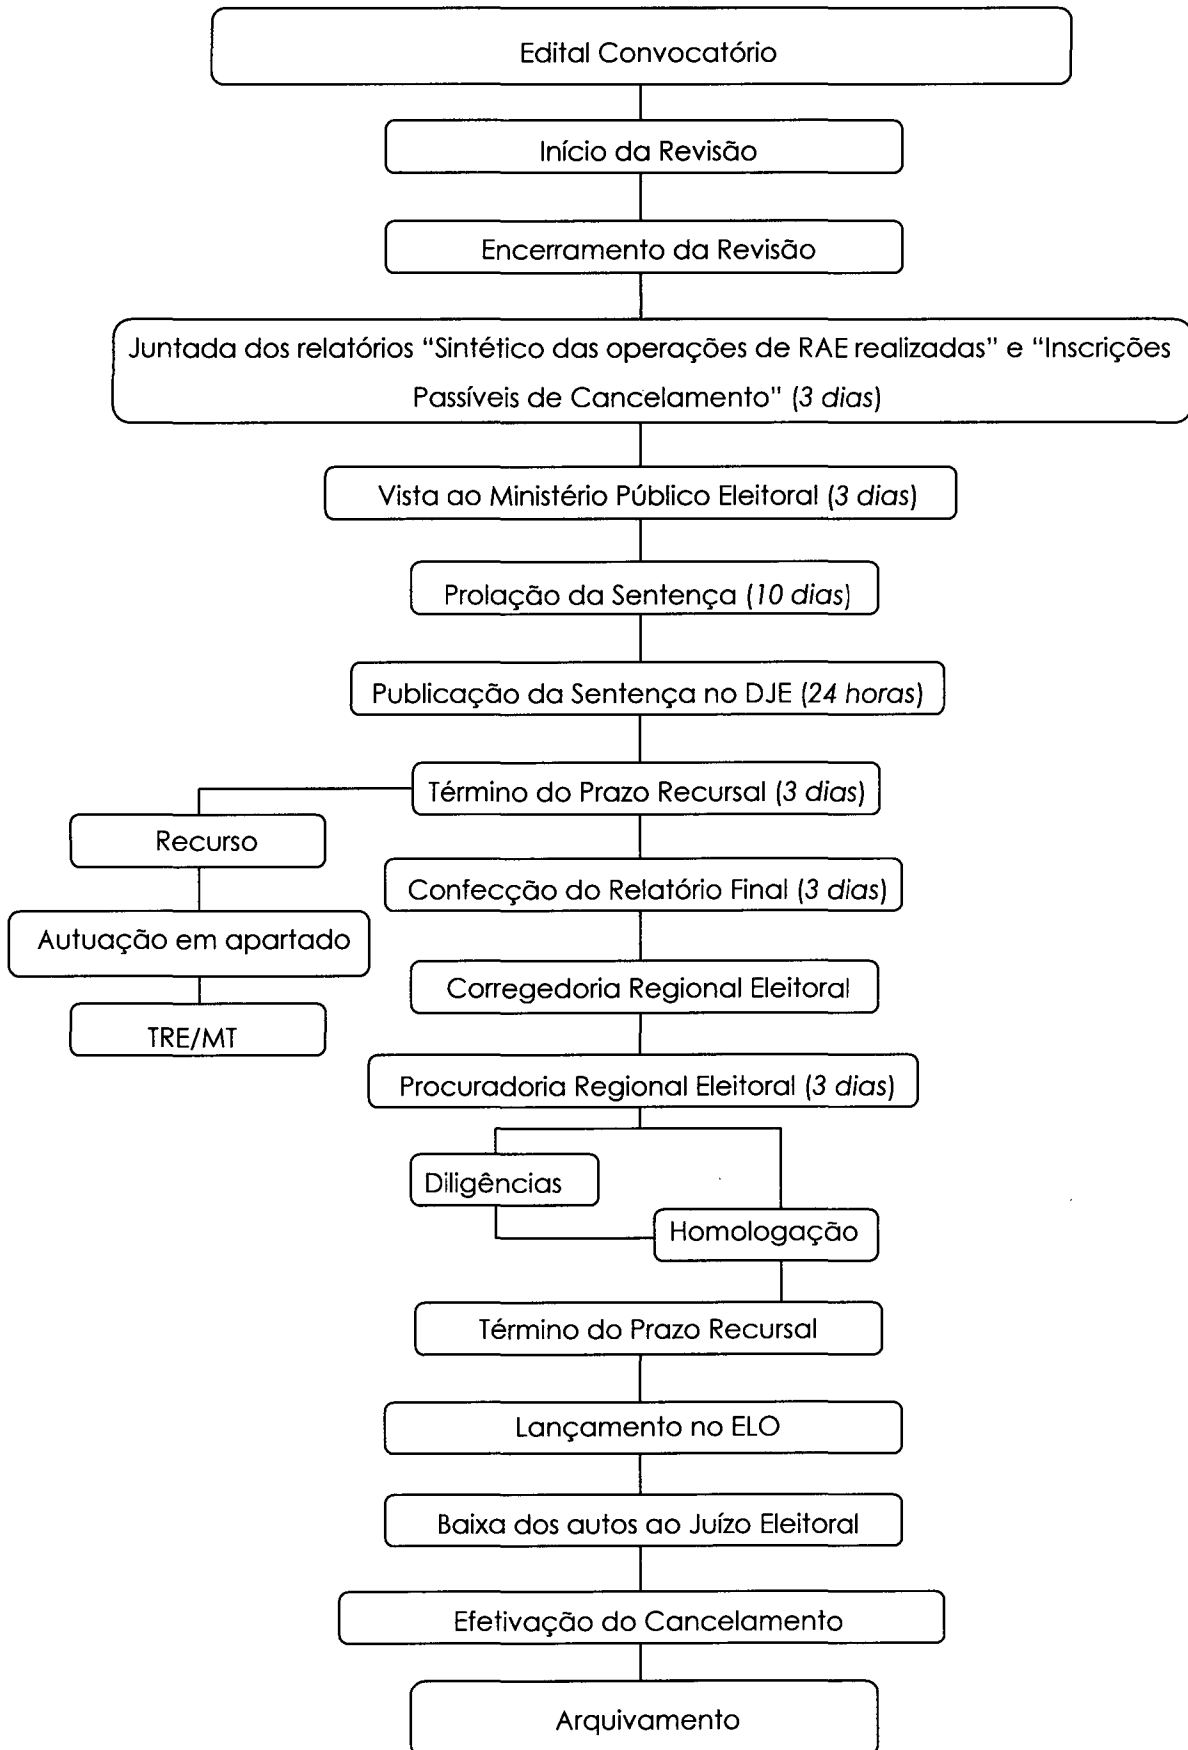 Edital Convocatório
Início da Revisão
Encerramento da Revisão
Juntada dos relatórios “Sintético das operações de RAE realizadas” e “Inscrições
Passíveis de Cancelamento” (3 dias)
Vista ao Ministério Público Eleitoral (3 dias)
Prolação da Sentença (10 dias)
Publicação da Sentença no DJE (24 horas)
Término do Prazo Recursal (3 dias)
Recurso
Confecção do Relatório Final (3 dias)
Autuação em apartado
Corregedoria Regional Eleitoral
TRE/MT
Procuradoria Regional Eleitoral (3 dias)
Diligências
Homologação
Término do Prazo Recursal
Lançamento no ELO
Baixa dos autos ao Juízo Eleitoral
Efetivação do Cancelamento
Arquivamento